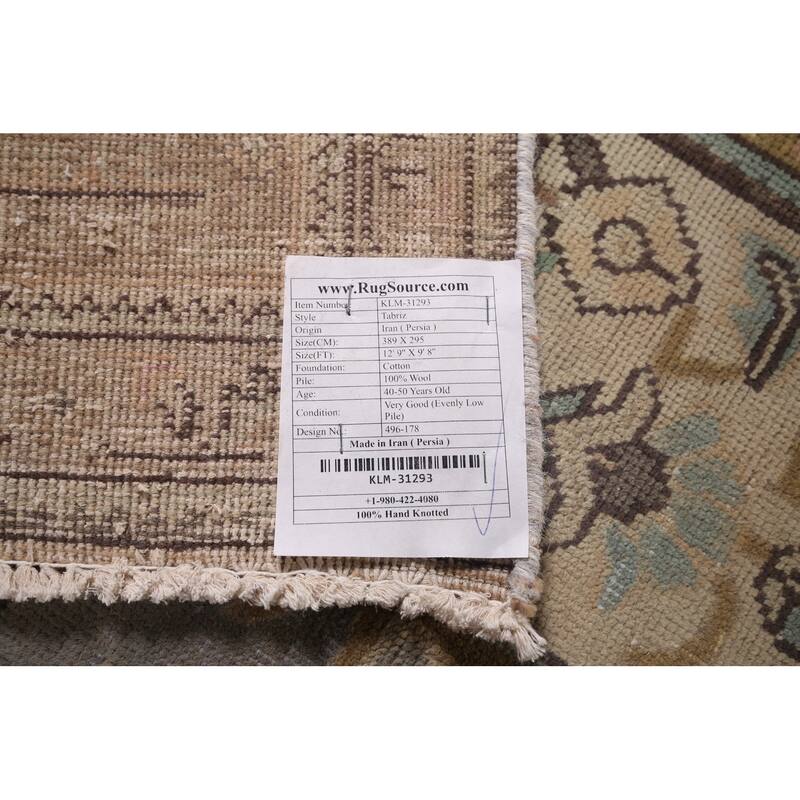 www.RugSource.com
Item Number KLM-31293
Style Tabriz
Origin Iran ( Persia )
Size(CM): 389 X 295
Size(FT): 12' 9" X 9' 8"
Foundation: Cotton
Pile: 100% Wool
Age: 40-50 Years Old
Condition: Very Good (Evenly Low
Pile)
Design No.: 496-178
Made in Iran ( Persia )
KLM-31293
+1-980-422-4080
100% Hand Knotted